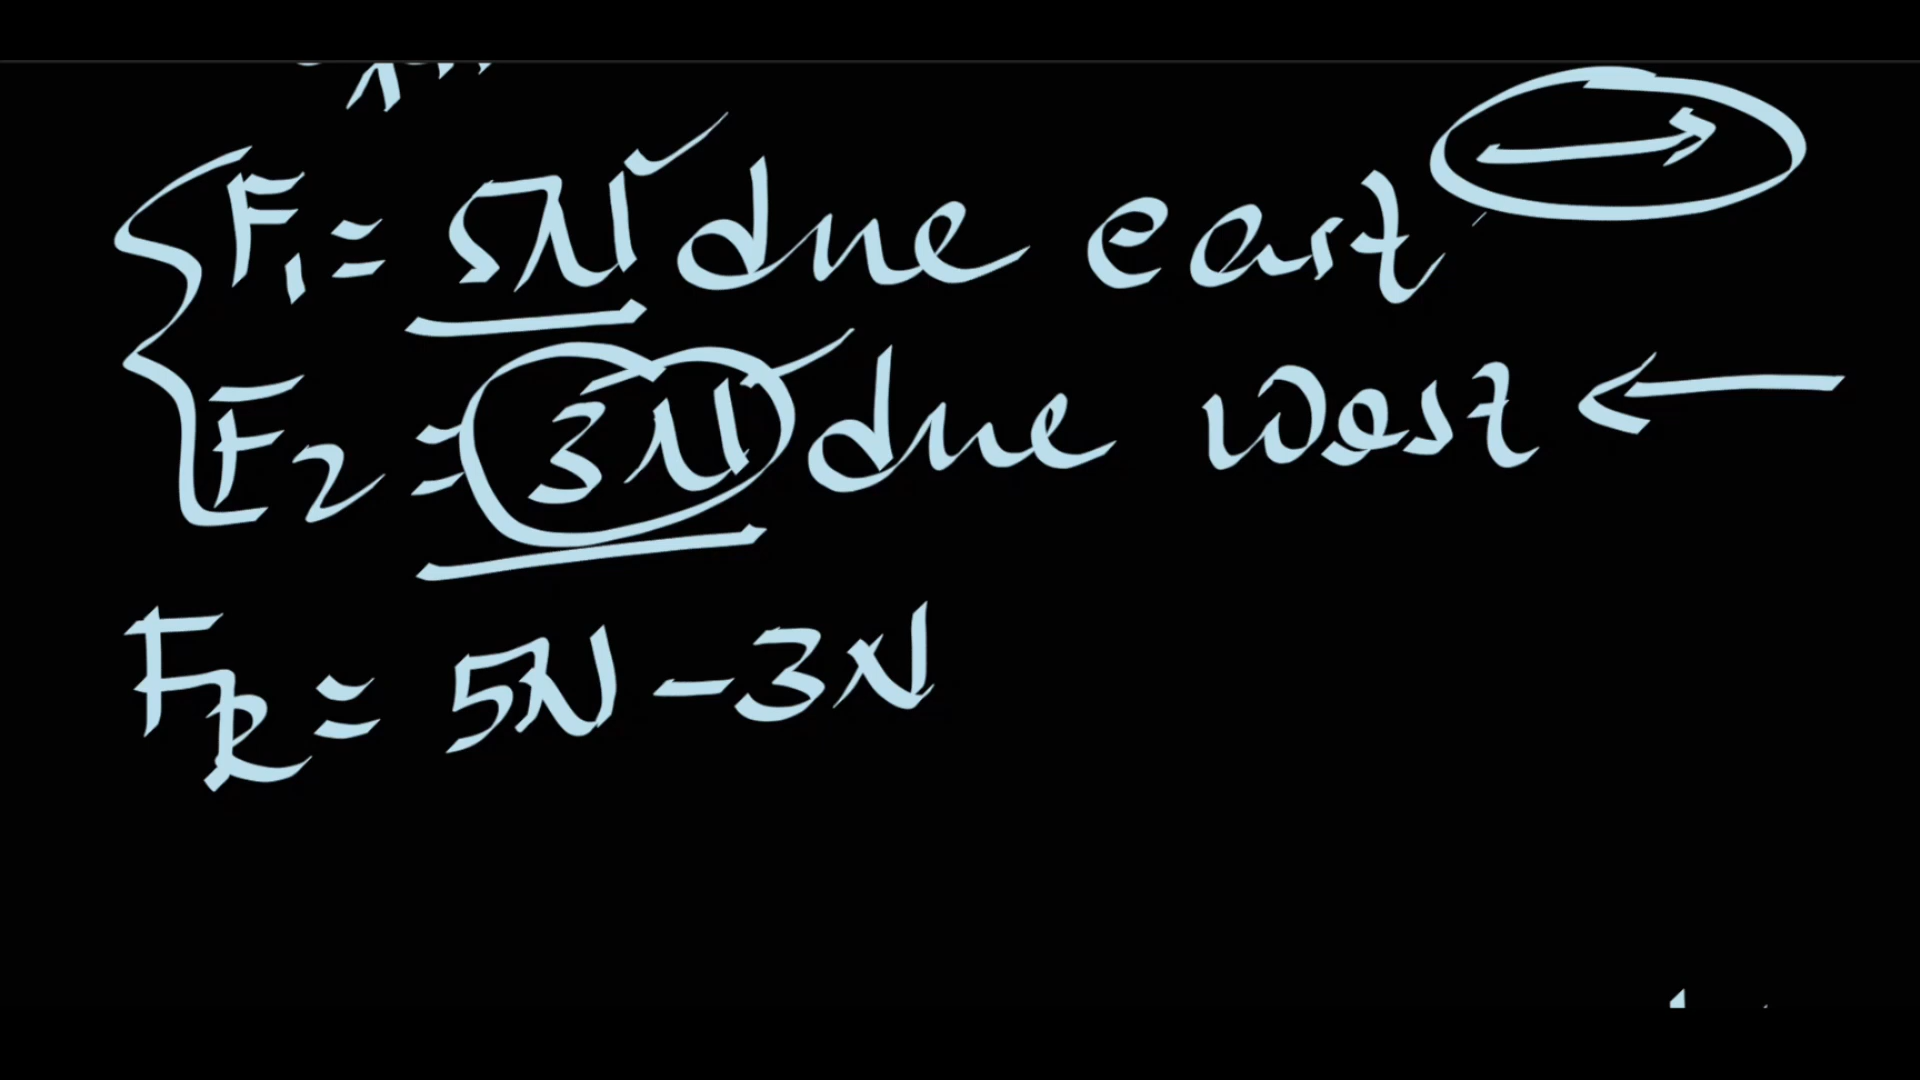 F₁ = 5N due east
F₂ = 3N due west
F_R = 5N - 3N